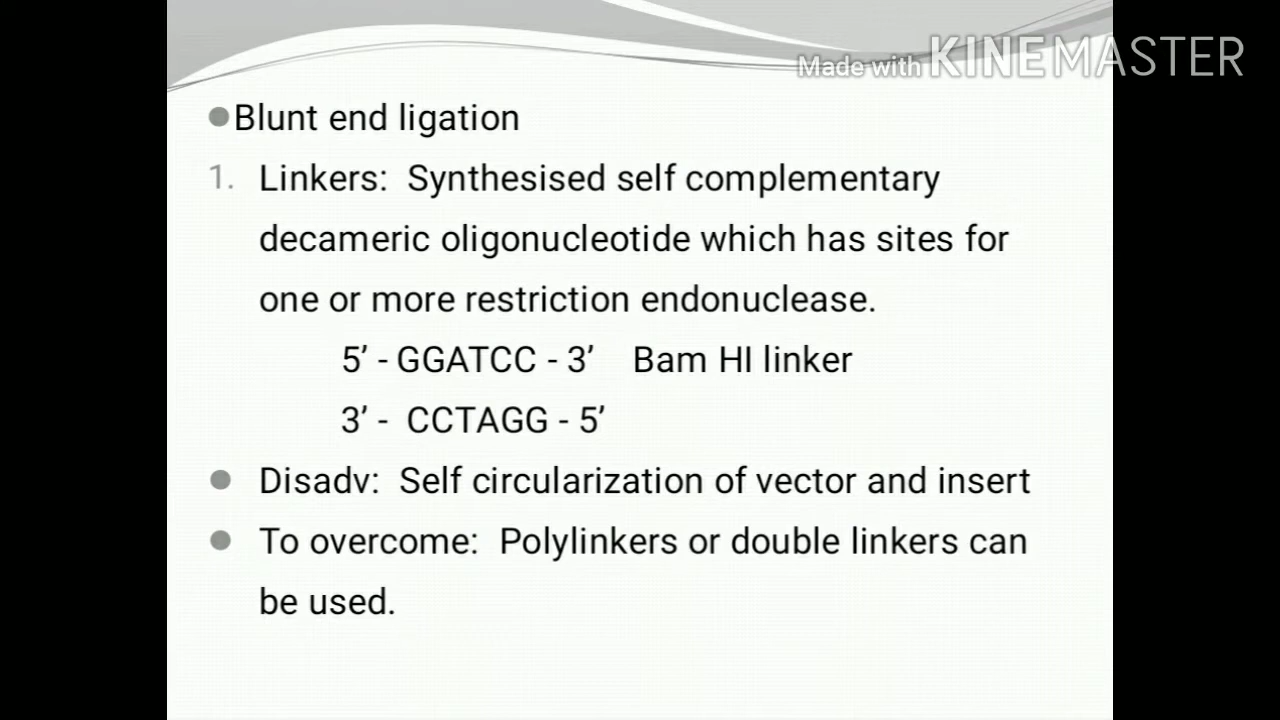 Made with KINEMASTER
●Blunt end ligation
1. Linkers: Synthesised self complementary
decameric oligonucleotide which has sites for
one or more restriction endonuclease.
5’ - GGATCC - 3’ Bam HI linker
3’ - CCTAGG - 5’
● Disadv: Self circularization of vector and insert
● To overcome: Polylinkers or double linkers can
be used.